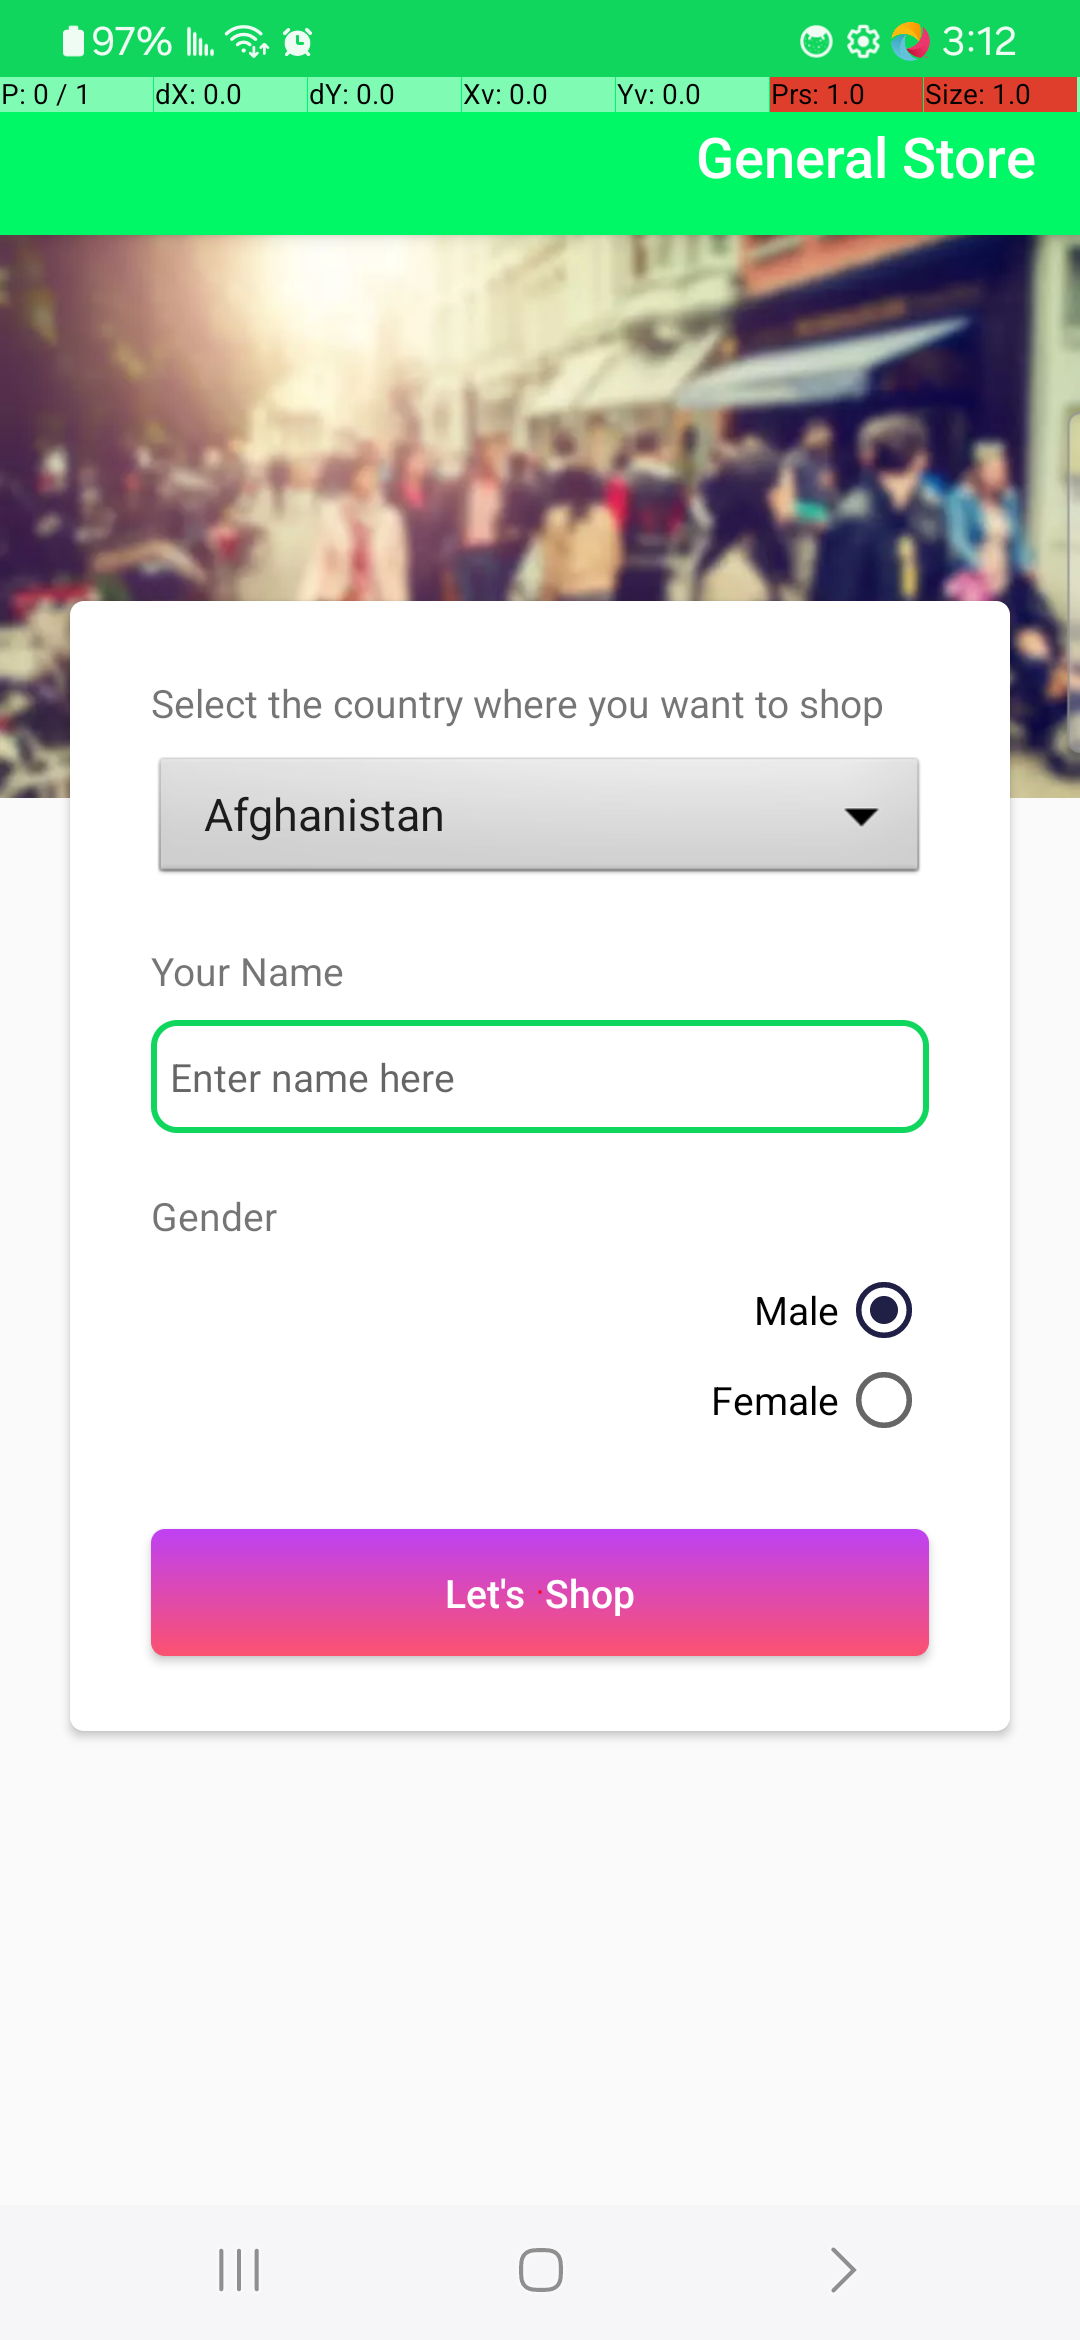 97% 3:12
P: 0 / 1 dX: 0.0 dY: 0.0 Xv: 0.0 Yv: 0.0 Prs: 1.0 Size: 1.0
General Store
Select the country where you want to shop
Afghanistan
Your Name
Enter name here
Gender
Male
Female
Let's Shop